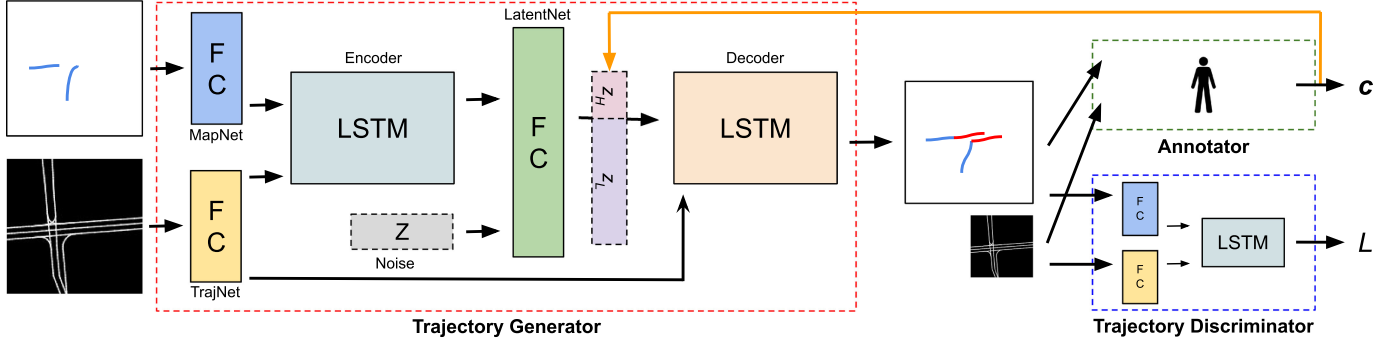 LatentNet
F
C
MapNet
Encoder
LSTM
F
C
z_H
z_L
Decoder
LSTM
Annotator
c
F
C
TrajNet
Z
Noise
F
C
F
C
LSTM
L
Trajectory Generator
Trajectory Discriminator